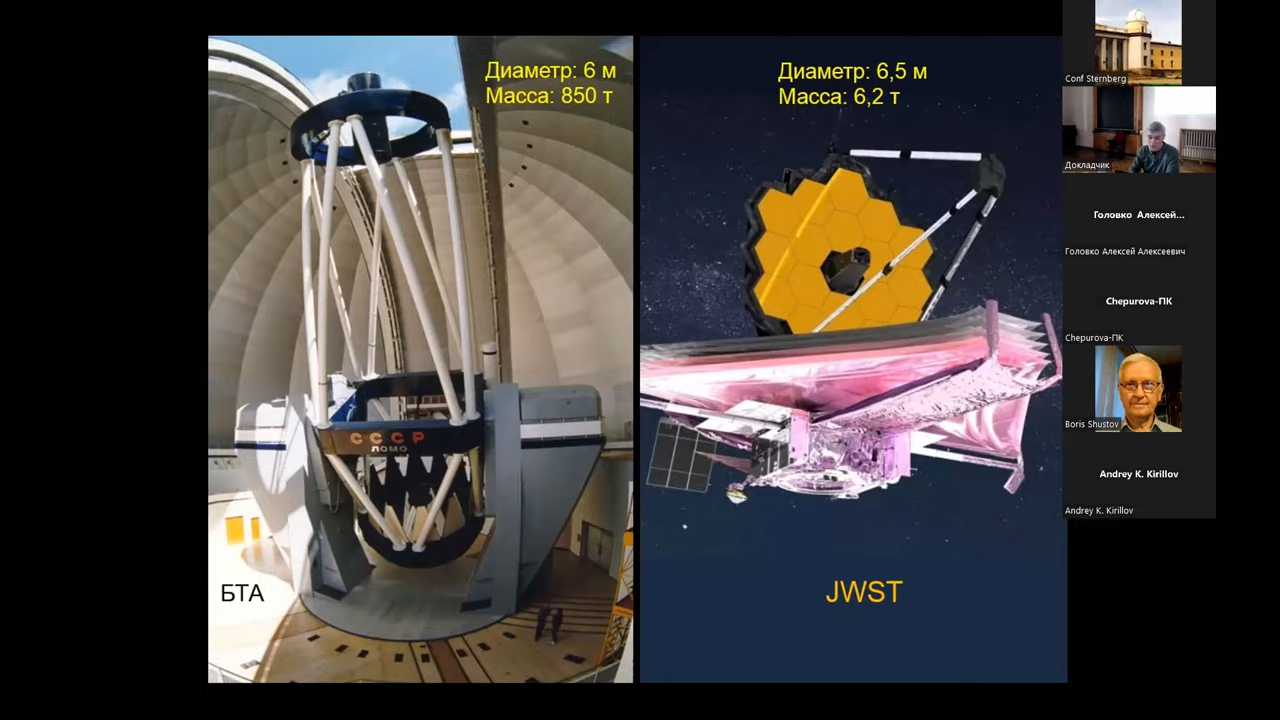 Диаметр: 6 м
Масса: 850 т
СССР
ЛОМО
БТА
Диаметр: 6,5 м
Масса: 6,2 т
JWST
Conf Sternberg
Докладчик
Головко Алексей...
Головко Алексей Алексеевич
Chepurova-ПК
Chepurova-ПК
Boris Shustov
Andrey K. Kirillov
Andrey K. Kirillov